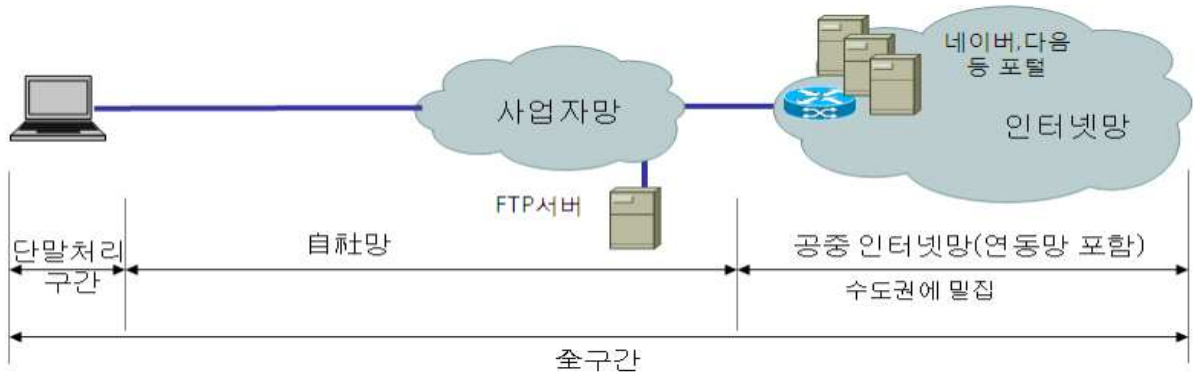 네이버,다음
등 포털
사업자망
인터넷망
FTP서버
단말처리
구간
自社망
공중 인터넷망(연동망 포함)
수도권에 밀집
全구간